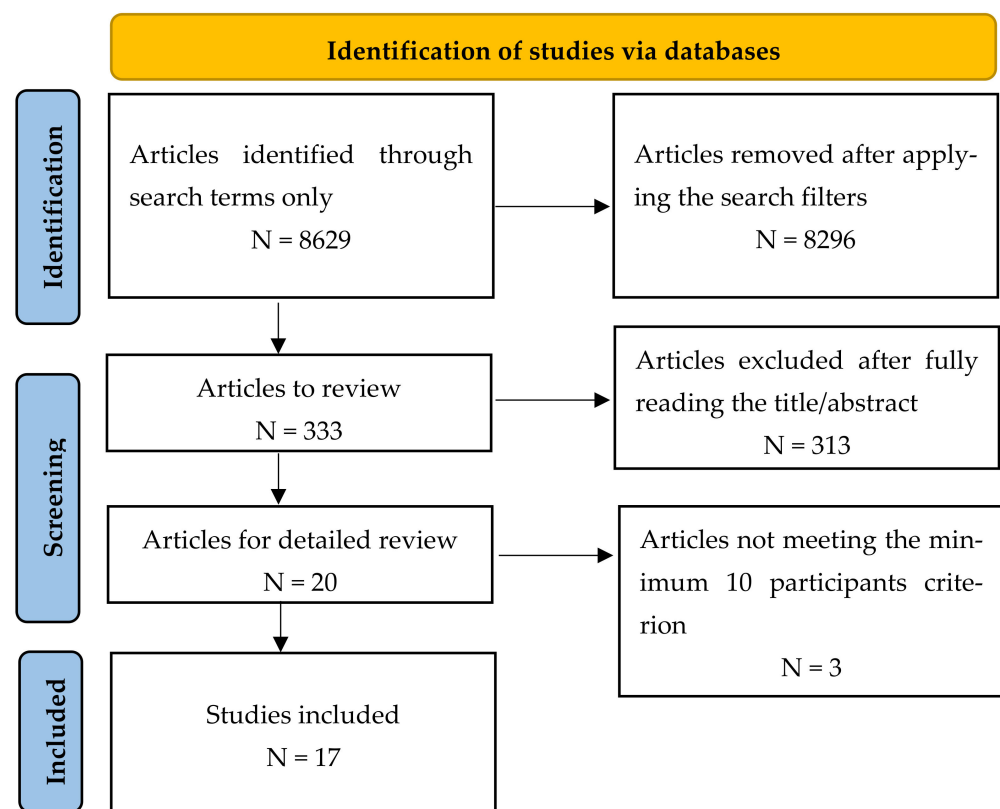 Identification of studies via databases
Identification
Articles identified through
search terms only
N = 8629
Articles removed after apply-
ing the search filters
N = 8296
Screening
Articles to review
N = 333
Articles excluded after fully
reading the title/abstract
N = 313
Articles for detailed review
N = 20
Articles not meeting the min-
imum 10 participants crite-
rion
N = 3
Included
Studies included
N = 17